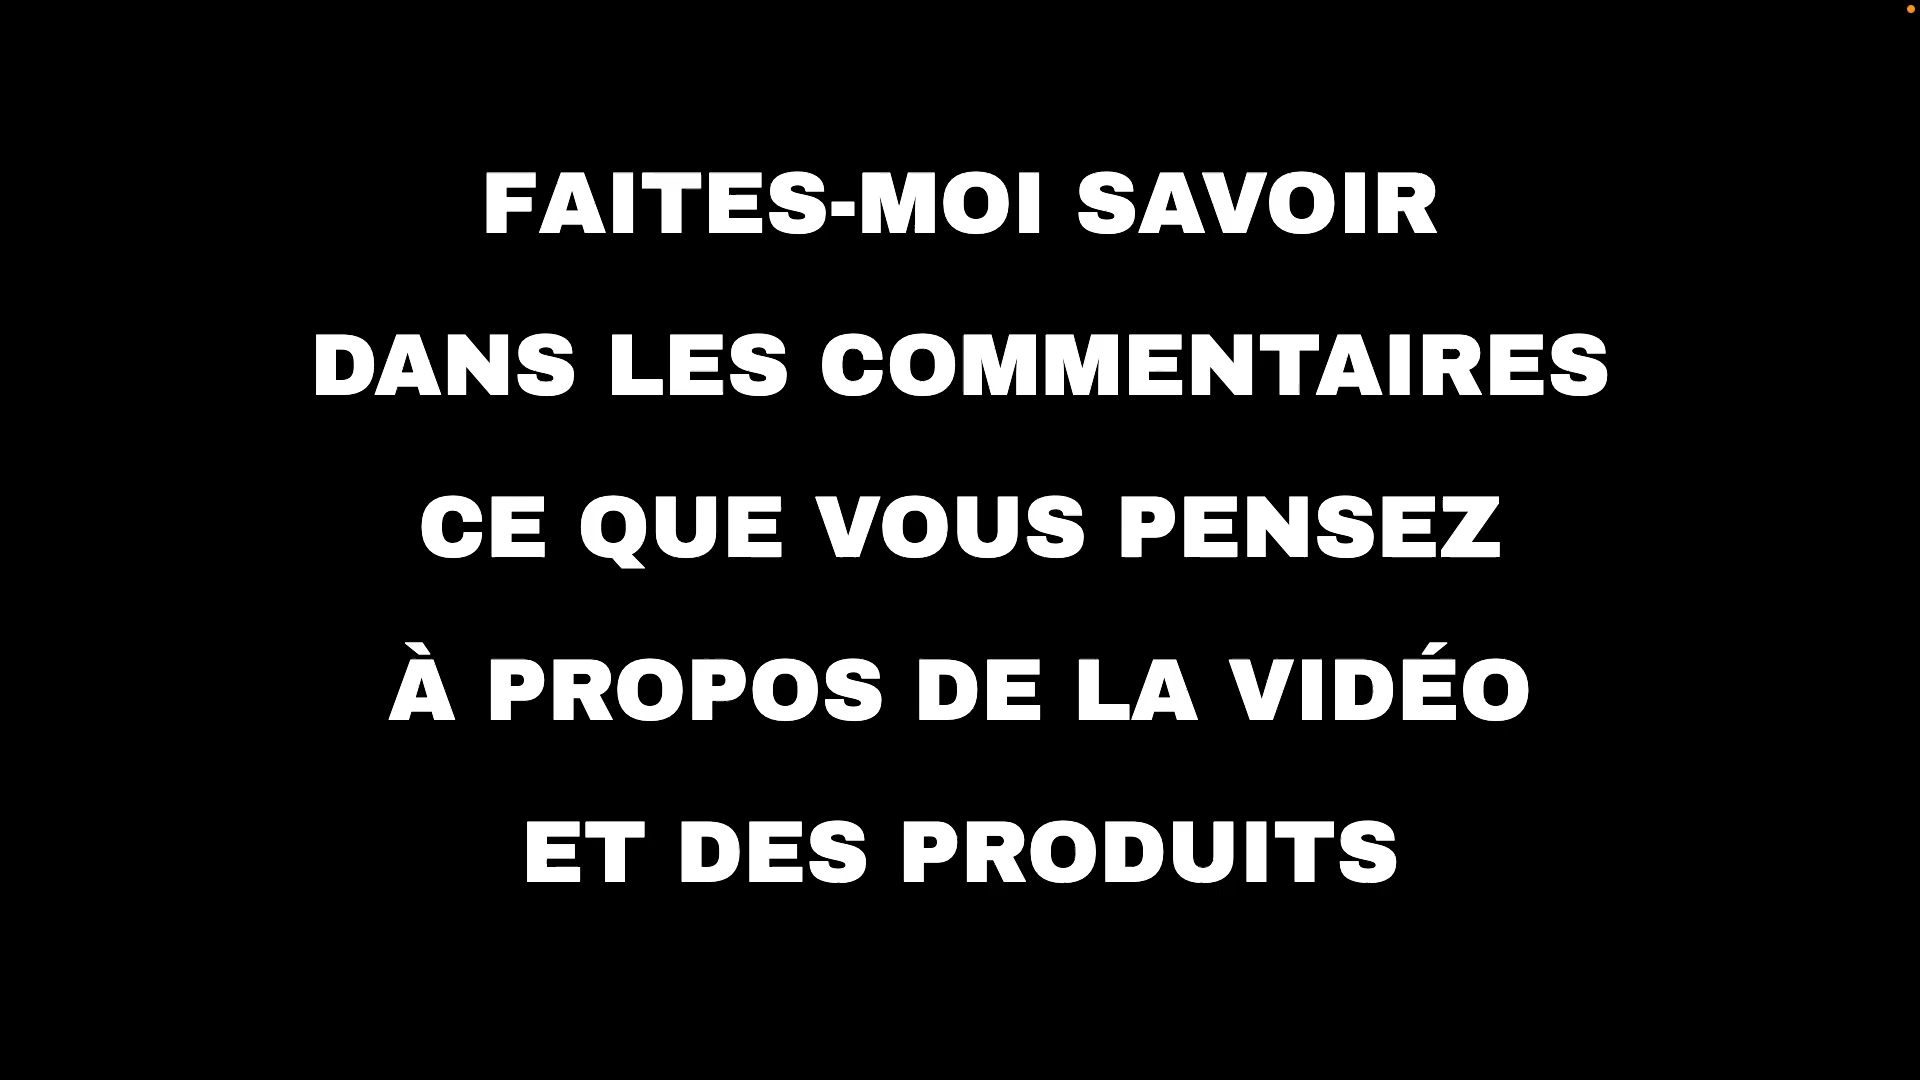 FAITES-MOI SAVOIR
DANS LES COMMENTAIRES
CE QUE VOUS PENSEZ
À PROPOS DE LA VIDÉO
ET DES PRODUITS